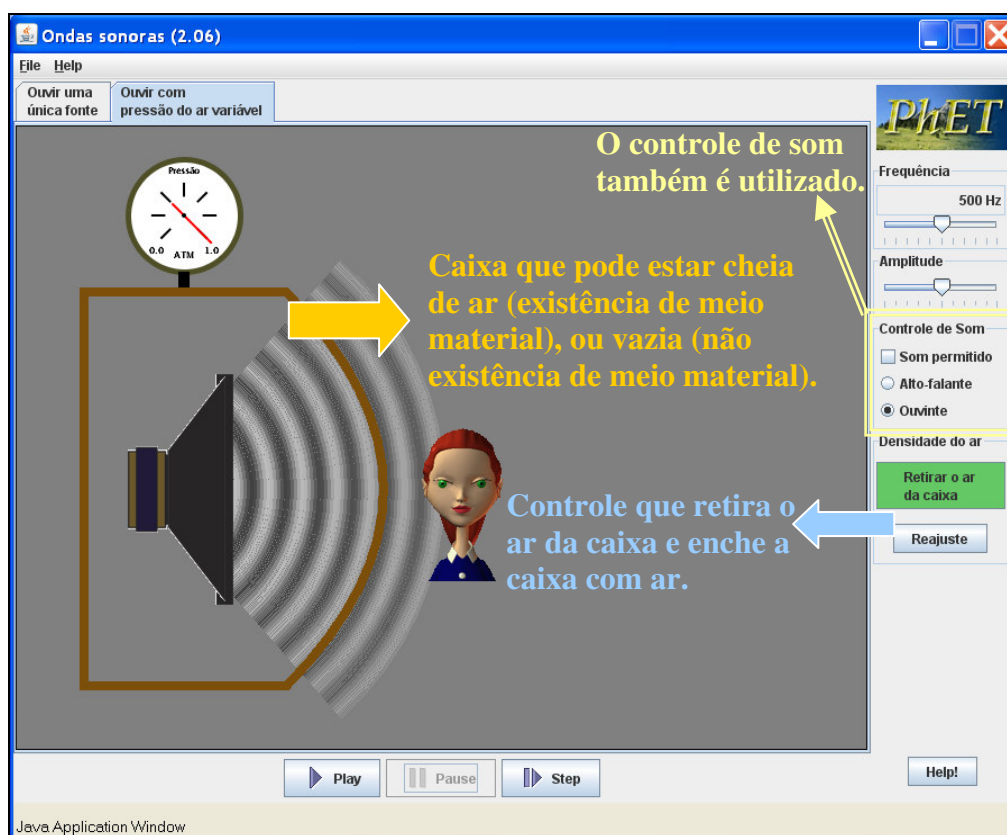 Ondas sonoras (2.06)
File Help
Ouvir uma
única fonte
Ouvir com
pressão do ar variável
PhET
O controle de som
também é utilizado.
Frequência
500 Hz
Pressão
0.0 ATM 1.0
Amplitude
Caixa que pode estar cheia
de ar (existência de meio
material), ou vazia (não
existência de meio material).
Controle de Som
Som permitido
Alto-falante
Ouvinte
Densidade do ar
Retirar o ar
da caixa
Controle que retira o
ar da caixa e enche a
caixa com ar.
Reajuste
Play Pause Step
Help!
Java Application Window